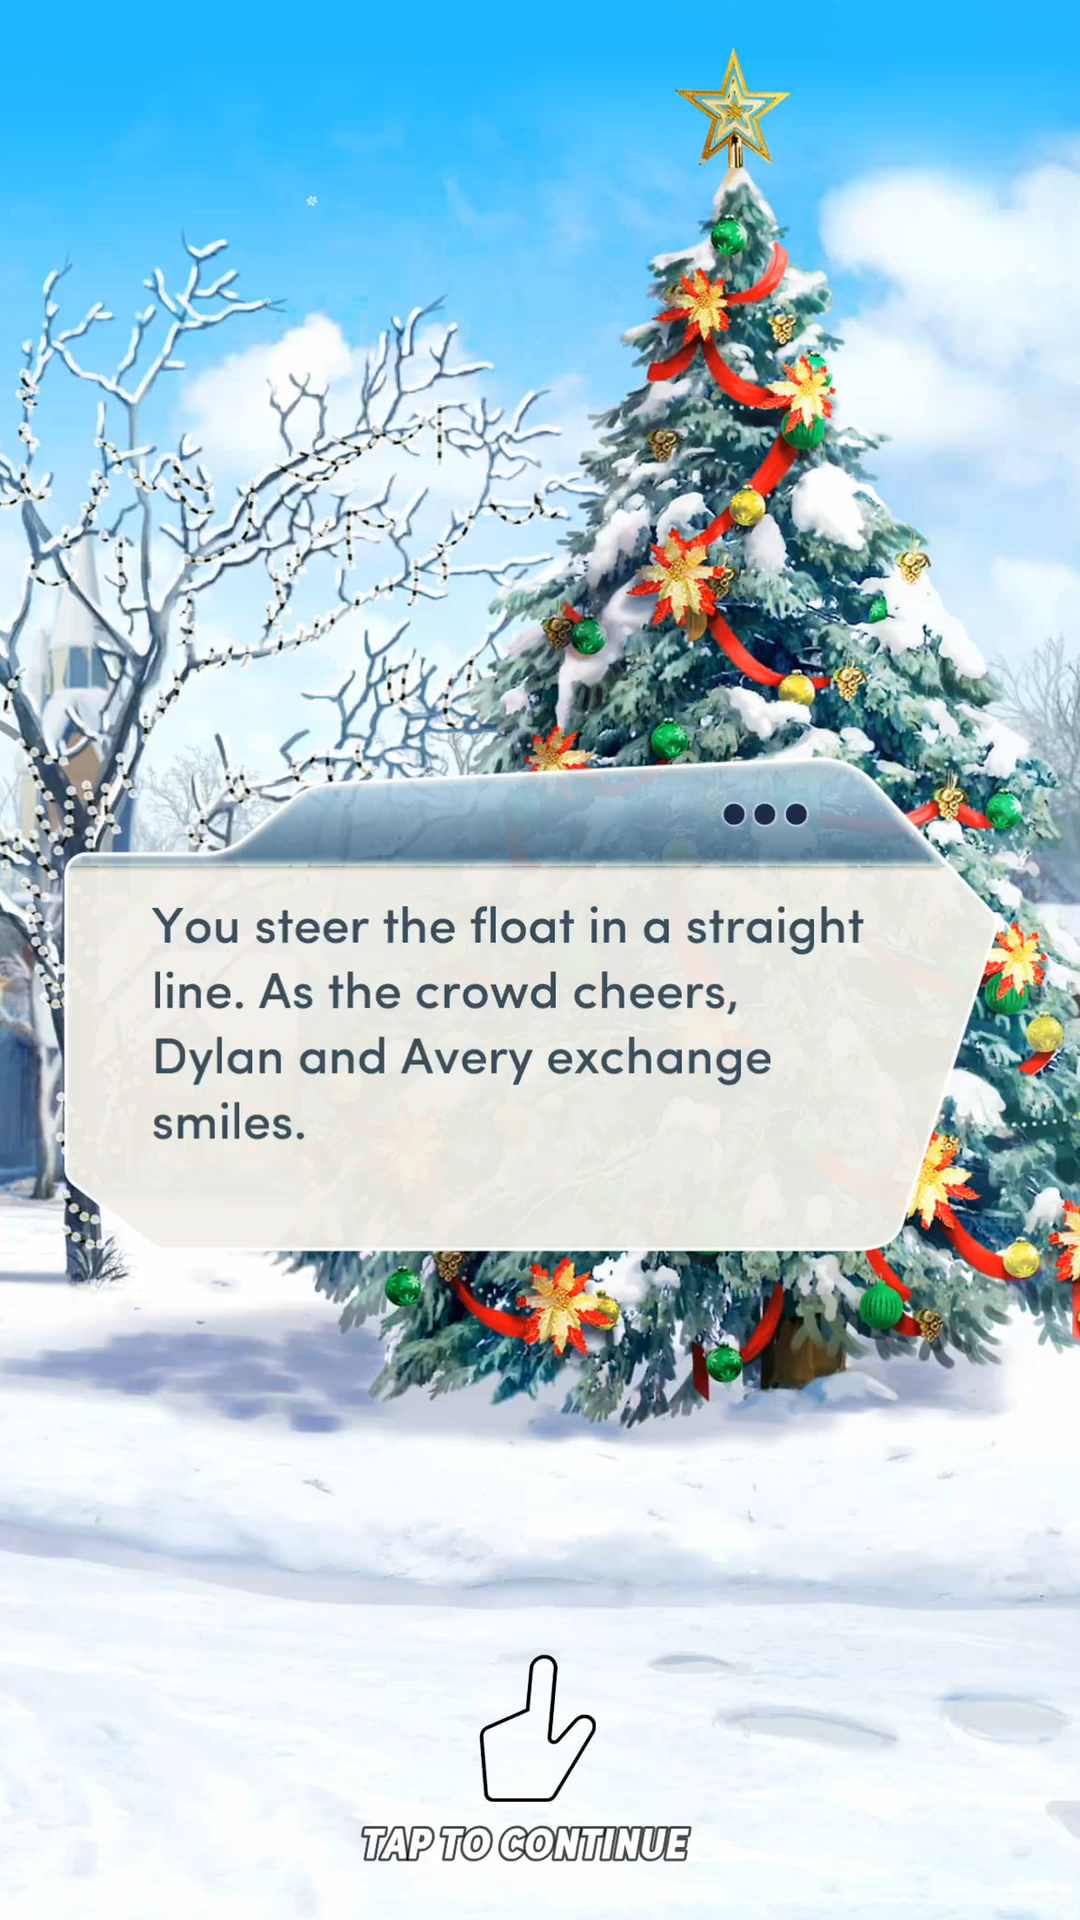 You steer the float in a straight
line. As the crowd cheers,
Dylan and Avery exchange
smiles.
TAP TO CONTINUE